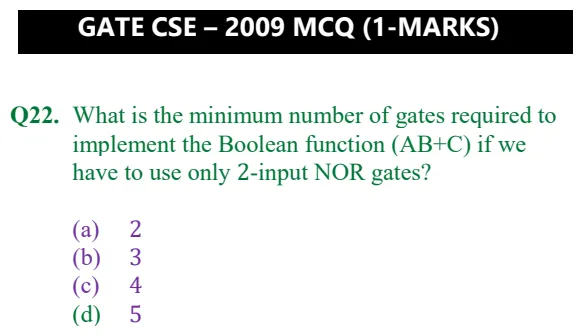 GATE CSE – 2009 MCQ (1-MARKS)
Q22. What is the minimum number of gates required to
implement the Boolean function (AB+C) if we
have to use only 2-input NOR gates?
(a) 2
(b) 3
(c) 4
(d) 5